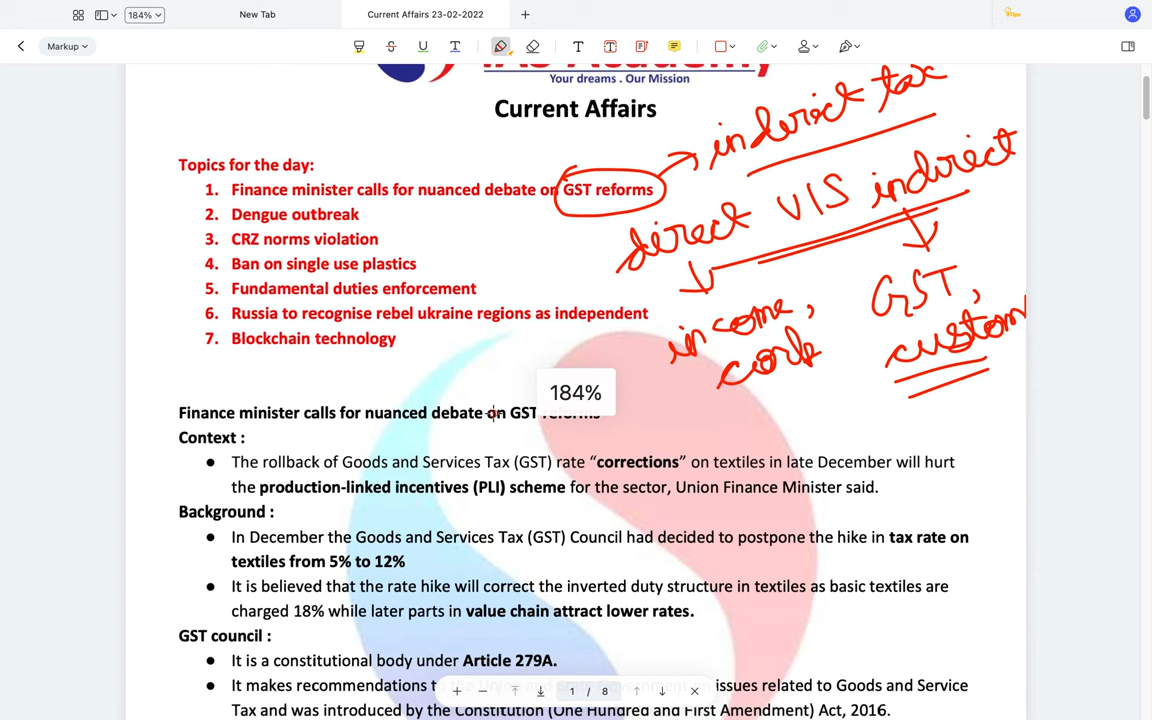 184%
New Tab
Current Affairs 23-02-2022
Markup
IAS Academy
Your dreams . Our Mission
Current Affairs
indirect tax
Topics for the day:
1. Finance minister calls for nuanced debate on GST reforms
2. Dengue outbreak
3. CRZ norms violation
4. Ban on single use plastics
5. Fundamental duties enforcement
6. Russia to recognise rebel ukraine regions as independent
7. Blockchain technology
direct V/S indirect
income,
corp
GST,
custom
184%
Finance minister calls for nuanced debate on GST reforms
Context :
● The rollback of Goods and Services Tax (GST) rate “corrections” on textiles in late December will hurt
the production-linked incentives (PLI) scheme for the sector, Union Finance Minister said.
Background :
● In December the Goods and Services Tax (GST) Council had decided to postpone the hike in tax rate on
textiles from 5% to 12%
● It is believed that the rate hike will correct the inverted duty structure in textiles as basic textiles are
charged 18% while later parts in value chain attract lower rates.
GST council :
● It is a constitutional body under Article 279A.
● It makes recommendations to the Union and State Government on issues related to Goods and Service
Tax and was introduced by the Constitution (One Hundred and First Amendment) Act, 2016.
1 / 8